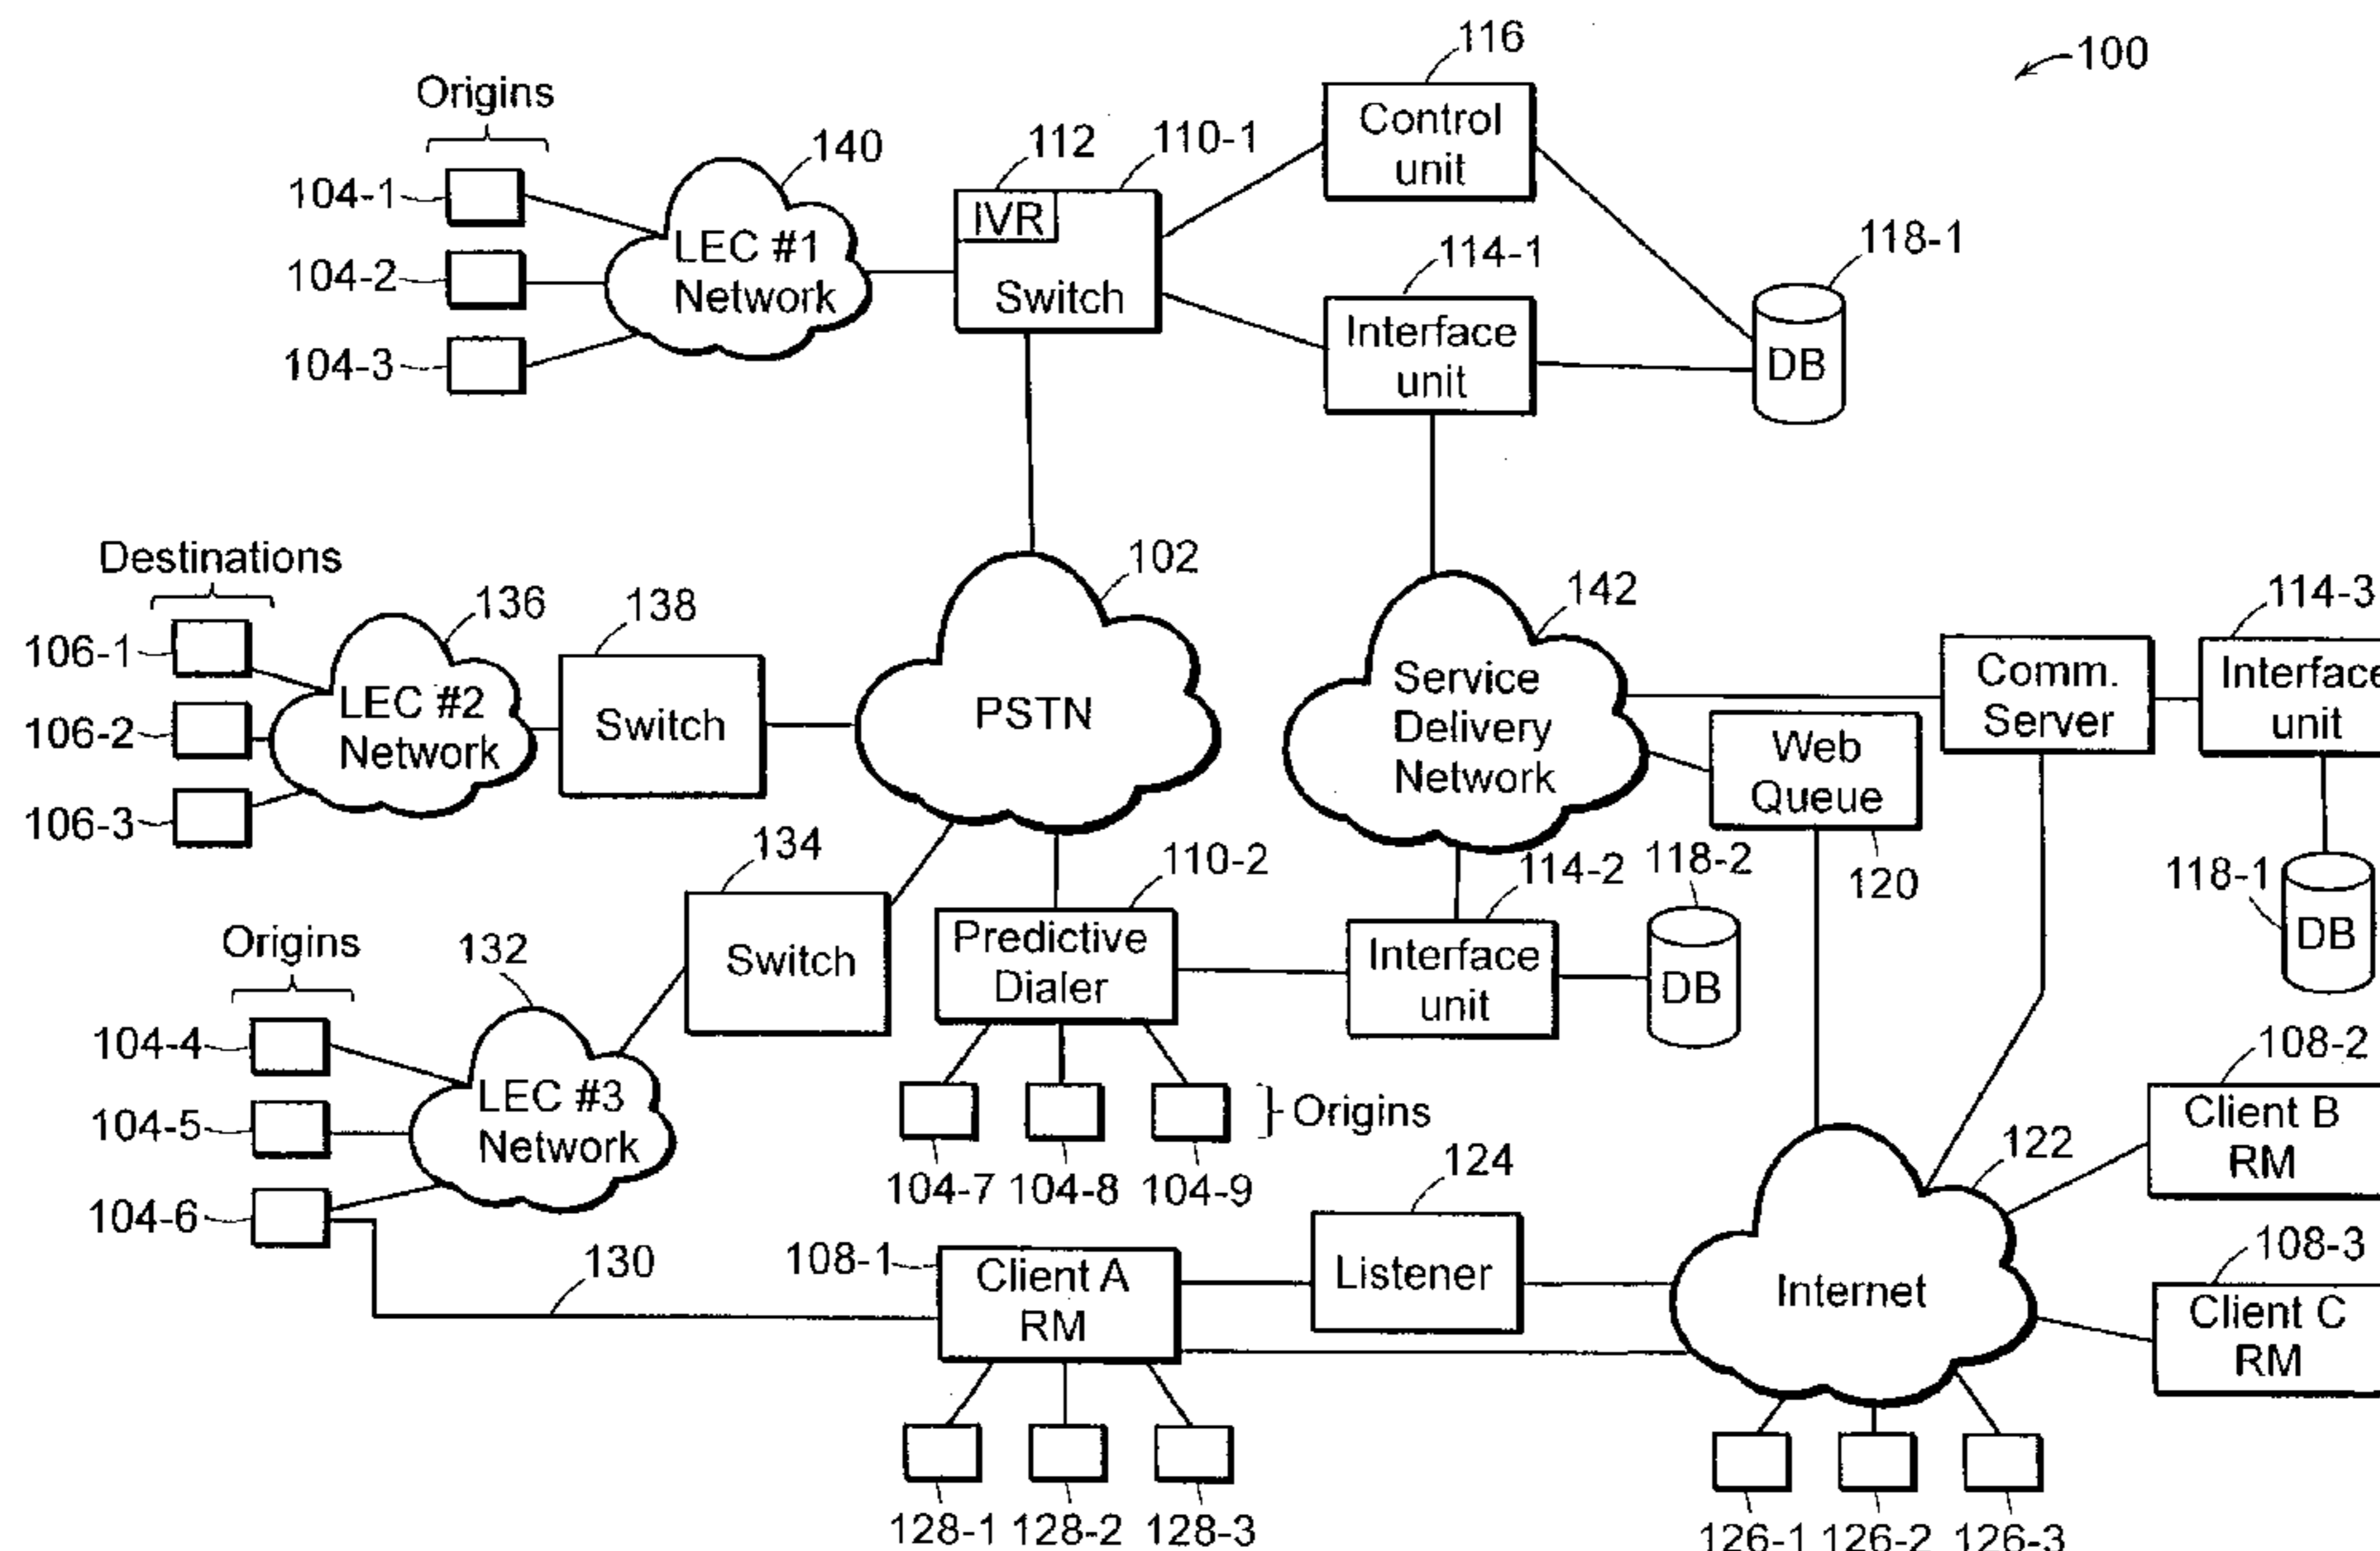 116
100
Origins
Control
unit
140
112
110-1
104-1
IVR
LEC #1
Network
Switch
104-2
104-3
114-1
Interface
unit
118-1
DB
Destinations
102
136
138
142
114-3
106-1
106-2
106-3
LEC #2
Network
Switch
PSTN
Service
Delivery
Network
Comm.
Server
Interface
unit
Web
Queue
134
110-2
114-2
118-2
120
118-1
DB
Origins
132
Switch
Predictive
Dialer
Interface
unit
DB
104-4
104-5
104-6
LEC #3
Network
Origins
108-2
Client B
RM
104-7 104-8 104-9
124
122
130
108-1
Client A
RM
Listener
Internet
108-3
Client C
RM
128-1 128-2 128-3
126-1 126-2 126-3